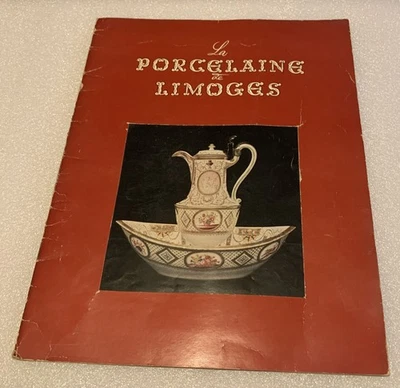 La
PORCELAINE
de
LIMOGES